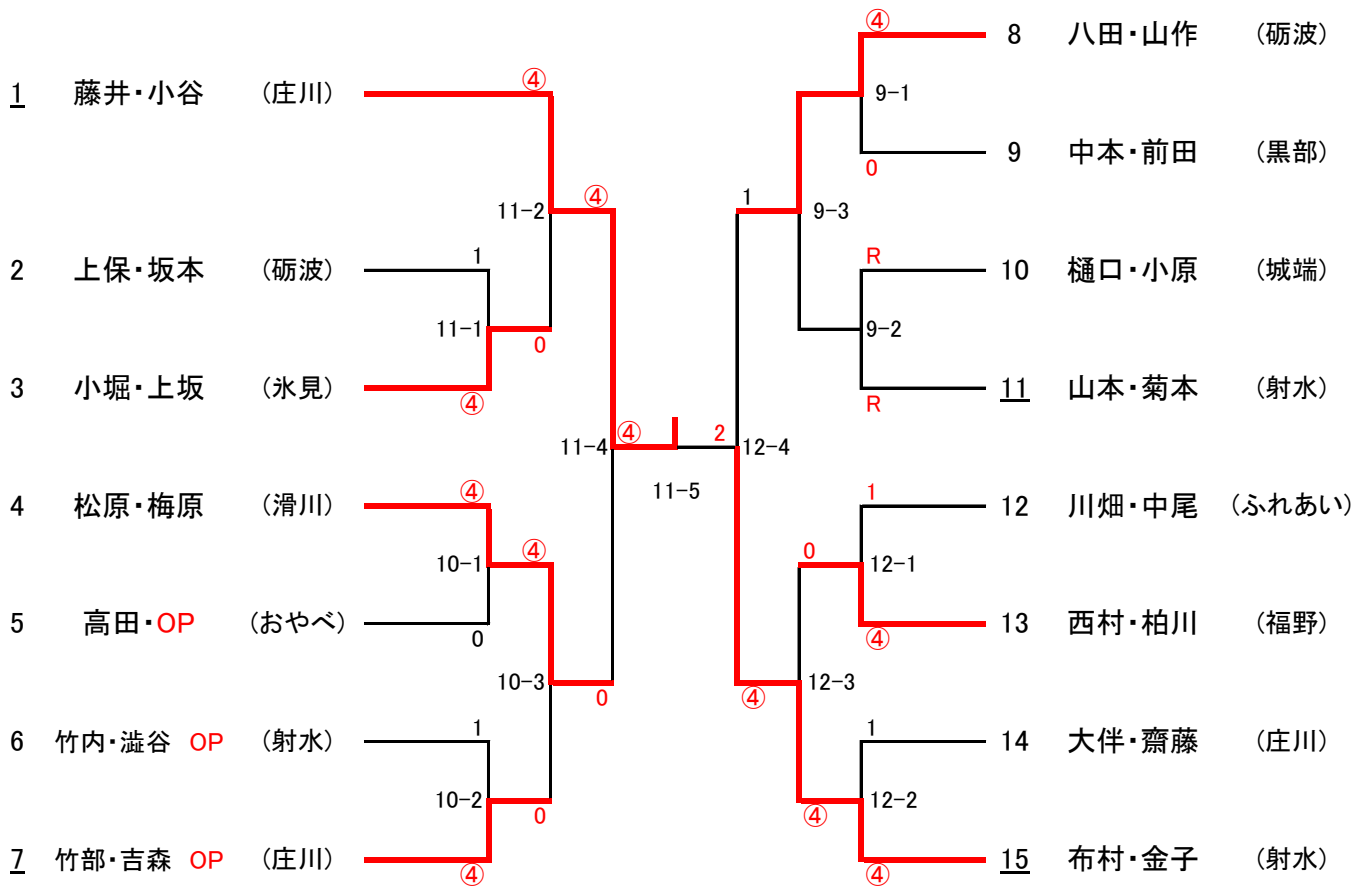 ④
8 八田・山作 (砺波)
1 藤井・小谷 (庄川)
④
9-1
9 中本・前田 (黒部)
0
④
11-2
1
9-3
2 上保・坂本 (砺波)
1
R
10 樋口・小原 (城端)
11-1
0
9-2
3 小堀・上坂 (氷見)
④
R
11 山本・菊本 (射水)
11-4
④
2
12-4
11-5
4 松原・梅原 (滑川)
④
1
12 川畑・中尾 (ふれあい)
10-1
④
0
12-1
5 高田・OP (おやべ)
0
④
13 西村・柏川 (福野)
10-3
0
④
12-3
6 竹内・澁谷 OP (射水)
1
1
14 大伴・齋藤 (庄川)
10-2
0
④
12-2
7 竹部・吉森 OP (庄川)
④
④
15 布村・金子 (射水)